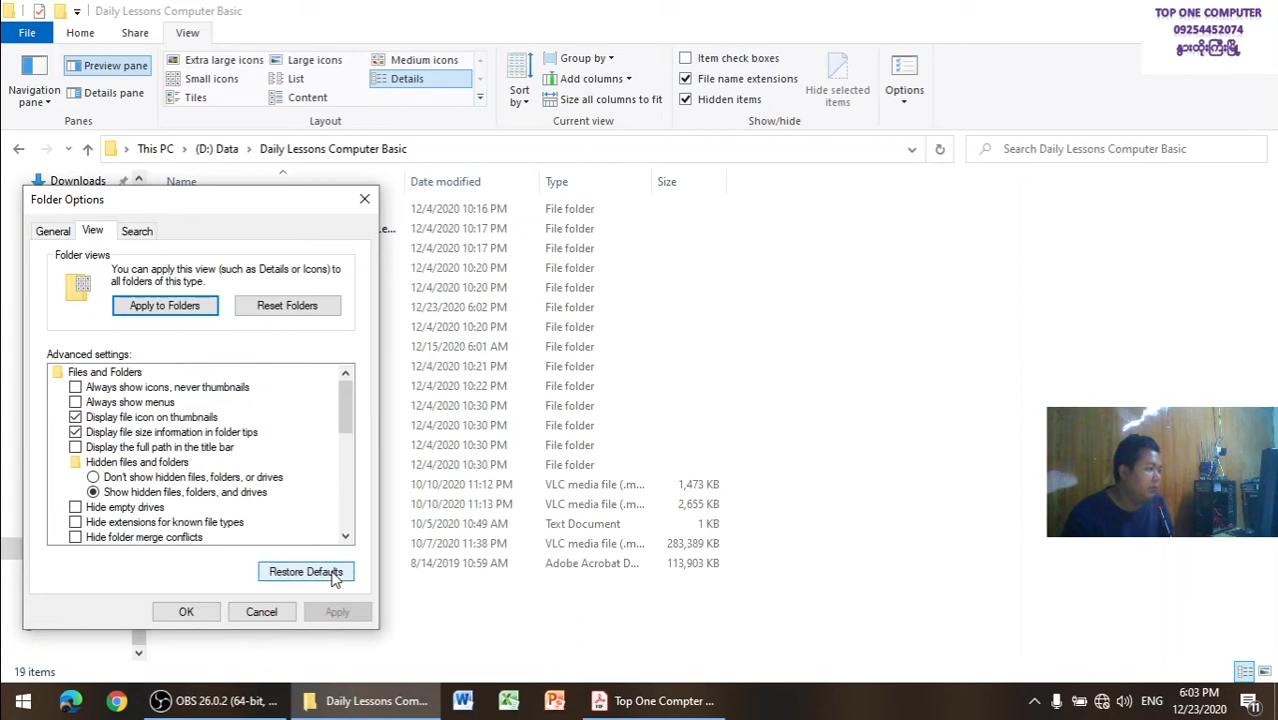 Daily Lessons Computer Basic
TOP ONE COMPUTER
09254452074
နွားထိုးကြီးမြို့
File Home Share View
Preview pane
Details pane
Navigation pane
Panes
Extra large icons Large icons Medium icons
Small icons List Details
Tiles Content
Layout
Sort by
Group by
Add columns
Size all columns to fit
Current view
Item check boxes
File name extensions
Hidden items
Hide selected items
Show/hide
Options
This PC (D:) Data Daily Lessons Computer Basic
Search Daily Lessons Computer Basic
Downloads
Name Date modified Type Size
12/4/2020 10:16 PM File folder
e... 12/4/2020 10:17 PM File folder
12/4/2020 10:17 PM File folder
12/4/2020 10:20 PM File folder
12/4/2020 10:20 PM File folder
12/23/2020 6:02 PM File folder
12/4/2020 10:20 PM File folder
12/15/2020 6:01 AM File folder
12/4/2020 10:21 PM File folder
12/4/2020 10:22 PM File folder
12/4/2020 10:30 PM File folder
12/4/2020 10:30 PM File folder
12/4/2020 10:30 PM File folder
12/4/2020 10:30 PM File folder
10/10/2020 11:12 PM VLC media file (.m... 1,473 KB
10/10/2020 11:13 PM VLC media file (.m... 2,655 KB
10/5/2020 10:49 AM Text Document 1 KB
10/7/2020 11:38 PM VLC media file (.m... 283,389 KB
8/14/2019 10:59 AM Adobe Acrobat D... 113,903 KB
Folder Options
General View Search
Folder views
You can apply this view (such as Details or Icons) to
all folders of this type.
Apply to Folders Reset Folders
Advanced settings:
Files and Folders
Always show icons, never thumbnails
Always show menus
Display file icon on thumbnails
Display file size information in folder tips
Display the full path in the title bar
Hidden files and folders
Don't show hidden files, folders, or drives
Show hidden files, folders, and drives
Hide empty drives
Hide extensions for known file types
Hide folder merge conflicts
Restore Defaults
OK Cancel Apply
19 items
OBS 26.0.2 (64-bit, ...
Daily Lessons Com...
Top One Compter ...
ENG
6:03 PM
12/23/2020
11